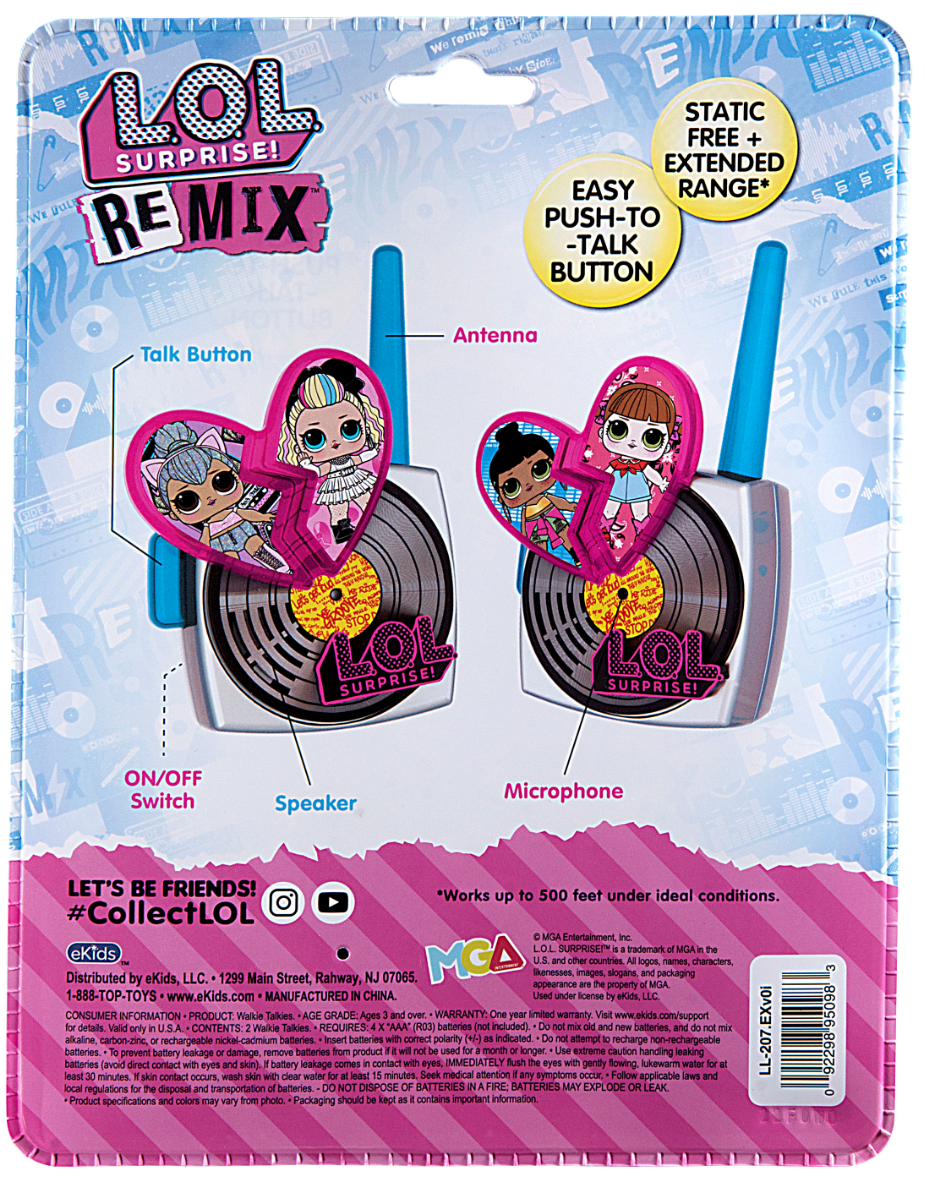 L.O.L.
SURPRISE!
REMIX™
STATIC
FREE +
EXTENDED
RANGE*
EASY
PUSH-TO
-TALK
BUTTON
Antenna
Talk Button
L.O.L.
SURPRISE!
L.O.L.
SURPRISE!
ON/OFF
Switch
Speaker
Microphone
LET'S BE FRIENDS!
#CollectLOL
*Works up to 500 feet under ideal conditions.
eKids™
Distributed by eKids, LLC. • 1299 Main Street, Rahway, NJ 07065.
1-888-TOP-TOYS • www.eKids.com • MANUFACTURED IN CHINA.
MGA
ENTERTAINMENT
© MGA Entertainment, Inc.
L.O.L. SURPRISE!™ is a trademark of MGA in the
U.S. and other countries. All logos, names, characters,
likenesses, images, slogans, and packaging
appearance are the property of MGA.
Used under license by eKids, LLC.
CONSUMER INFORMATION • PRODUCT: Walkie Talkies. • AGE GRADE: Ages 3 and over. • WARRANTY: One year limited warranty. Visit www.ekids.com/support
for details. Valid only in U.S.A. • CONTENTS: 2 Walkie Talkies. • REQUIRES: 4 X "AAA" (R03) batteries (not included). • Do not mix old and new batteries, and do not mix
alkaline, carbon-zinc, or rechargeable nickel-cadmium batteries. • Insert batteries with correct polarity (+/-) as indicated. • Do not attempt to recharge non-rechargeable
batteries. • To prevent battery leakage or damage, remove batteries from product if it will not be used for a month or longer. • Use extreme caution handling leaking
batteries (avoid direct contact with eyes and skin). If battery leakage comes in contact with eyes, IMMEDIATELY flush the eyes with gently flowing, lukewarm water for at
least 30 minutes. If skin contact occurs, wash skin with clear water for at least 15 minutes. Seek medical attention if any symptoms occur. • Follow applicable laws and
local regulations for the disposal and transportation of batteries. - DO NOT DISPOSE OF BATTERIES IN A FIRE; BATTERIES MAY EXPLODE OR LEAK.
• Product specifications and colors may vary from photo. • Packaging should be kept as it contains important information.
LL-207.EXv0i
0 92298 95098 3